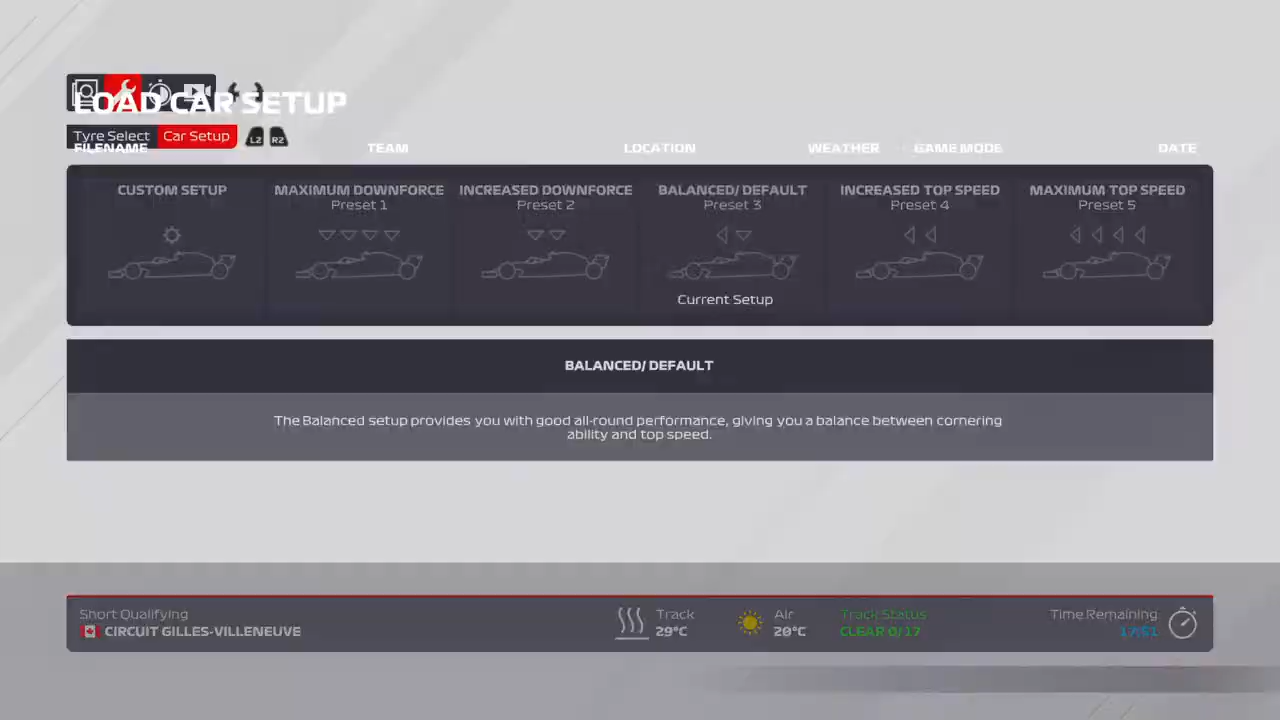 LOAD CAR SETUP
Tyre Select Car Setup L2 R2
FILENAME TEAM LOCATION WEATHER GAME MODE DATE
CUSTOM SETUP MAXIMUM DOWNFORCE INCREASED DOWNFORCE BALANCED/ DEFAULT INCREASED TOP SPEED MAXIMUM TOP SPEED
Preset 1 Preset 2 Preset 3 Preset 4 Preset 5
Current Setup
BALANCED/ DEFAULT
The Balanced setup provides you with good all-round performance, giving you a balance between cornering
ability and top speed.
Short Qualifying Track Air Track Status Time Remaining
CIRCUIT GILLES-VILLENEUVE 29°C 20°C CLEAR 0/17 17:51